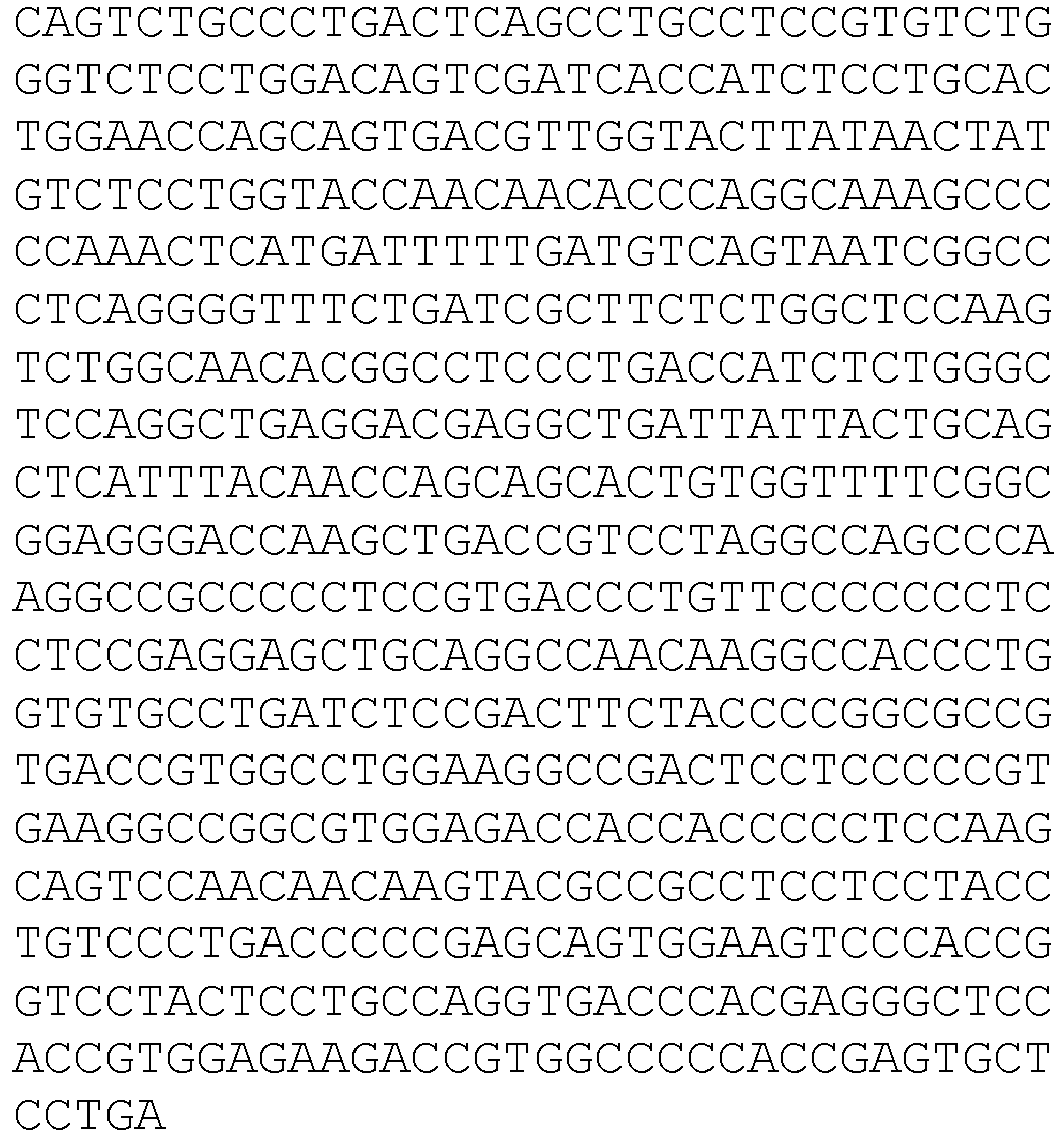 CAGTCTGCCCTGACTCAGCCTGCCTCCGTGTCTG
GGTCTCCTGGACAGTCGATCACCATCTCCTGCAC
TGGAACCAGCAGTGACGTTGGTACTTATAACTAT
GTCTCCTGGTACCAACAACACCCAGGCAAAGCCC
CCAAACTCATGATTTTTGATGTCAGTAATCGGCC
CTCAGGGGTTTCTGATCGCTTCTCTGGCTCCAAG
TCTGGCAACACGGCCTCCCTGACCATCTCTGGGC
TCCAGGCTGAGGACGAGGCTGATTATTACTGCAG
CTCATTTACAACCAGCAGCACTGTGGTTTTCGGC
GGAGGGACCAAGCTGACCGTCCTAGGCCAGCCCA
AGGCCGCCCCCTCCGTGACCCTGTTCCCCCCCTC
CTCCGAGGAGCTGCAGGCCAACAAGGCCACCCTG
GTGTGCCTGATCTCCGACTTCTACCCCGGCGCCG
TGACCGTGGCCTGGAAGGCCGACTCCTCCCCCGT
GAAGGCCGGCGTGGAGACCACCACCCCCTCCAAG
CAGTCCAACAACAAGTACGCCGCCTCCTCCTACC
TGTCCCTGACCCCCGAGCAGTGGAAGTCCCACCG
GTCCTACTCCTGCCAGGTGACCCACGAGGGCTCC
ACCGTGGAGAAGACCGTGGCCCCCACCGAGTGCT
CCTGA